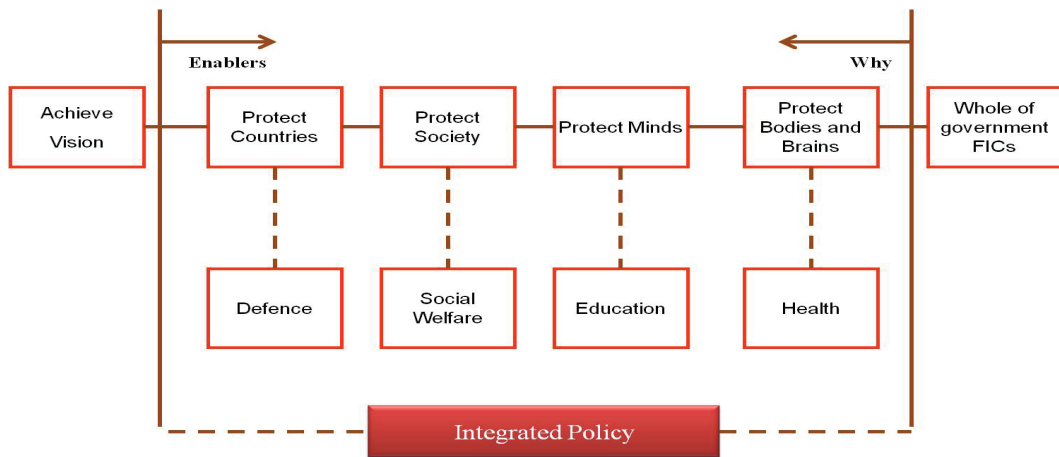 Enablers
Why
Achieve
Vision
Protect
Countries
Protect
Society
Protect Minds
Protect
Bodies and
Brains
Whole of
government
FICs
Defence
Social
Welfare
Education
Health
Integrated Policy